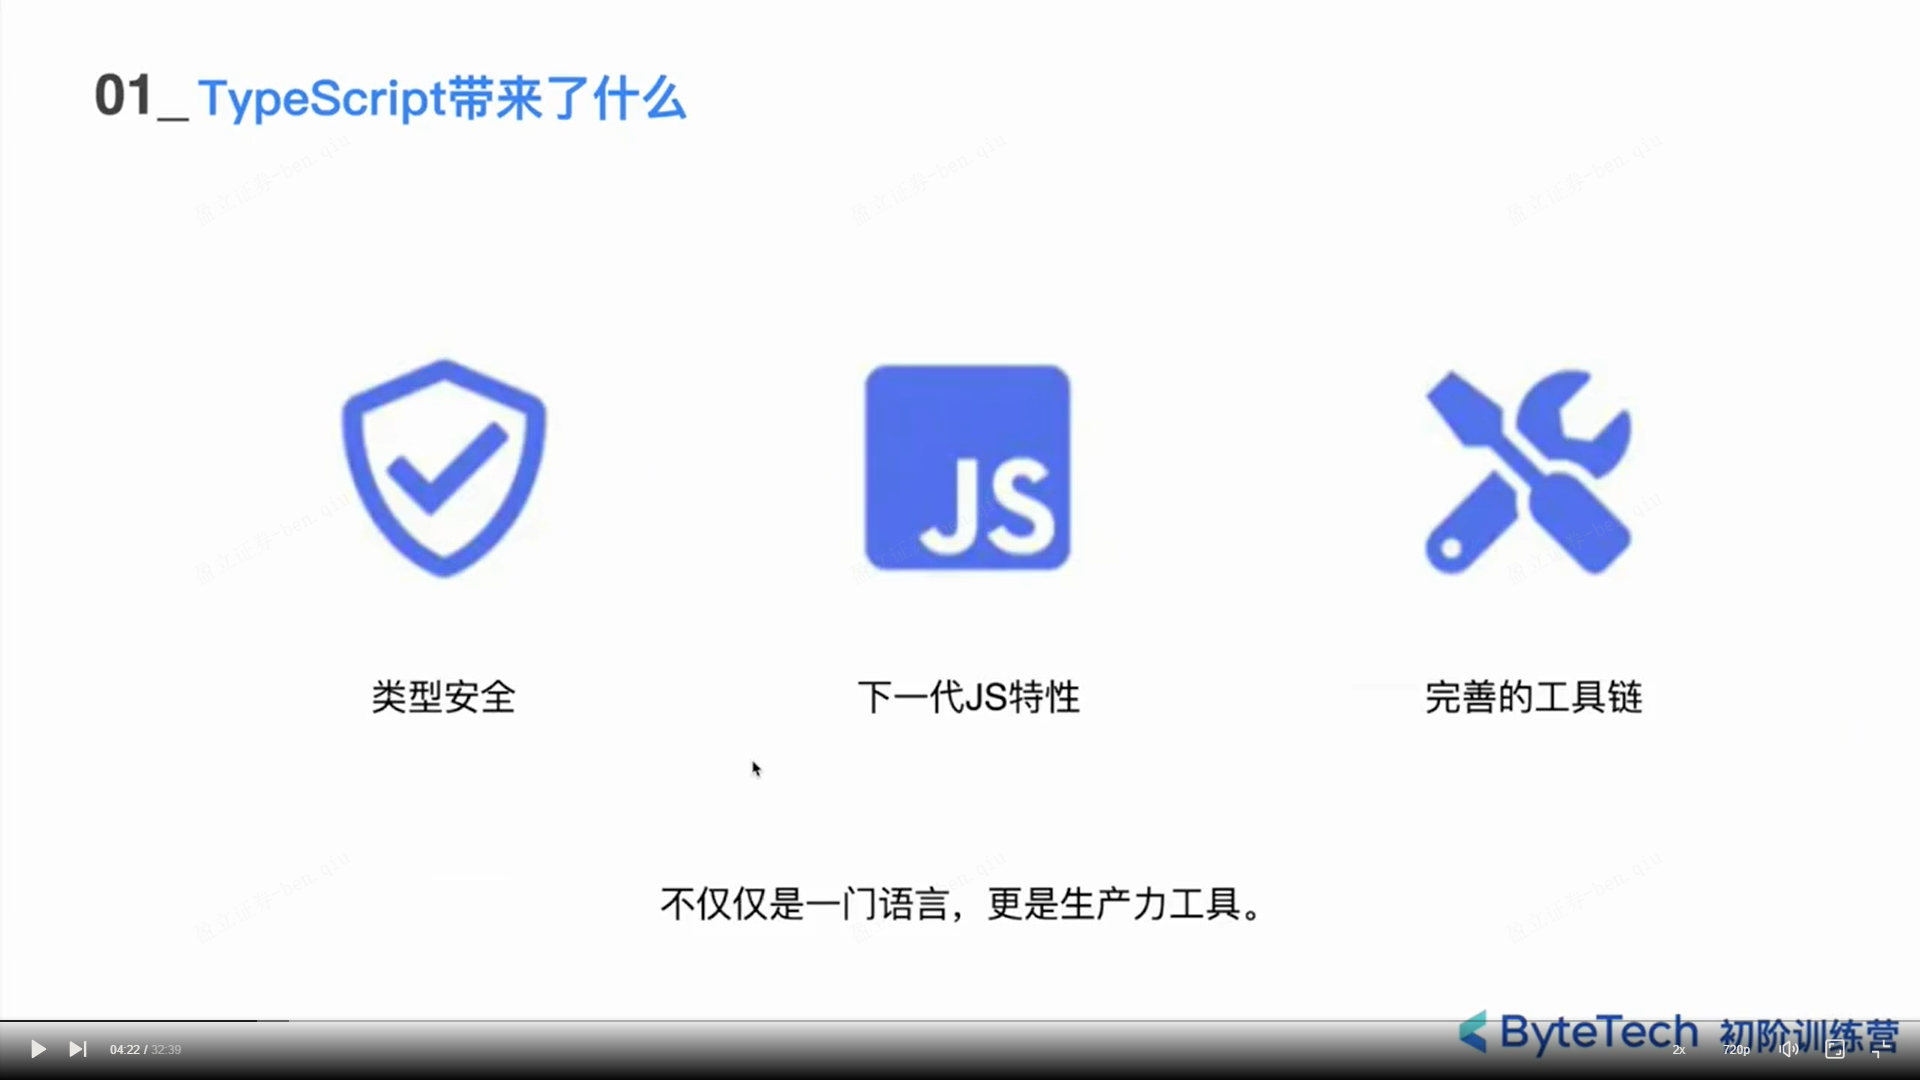 01_ TypeScript带来了什么
JS
类型安全
下一代JS特性
完善的工具链
不仅仅是一门语言，更是生产力工具。
ByteTech 初阶训练营
04:22 / 32:39
2x
720p